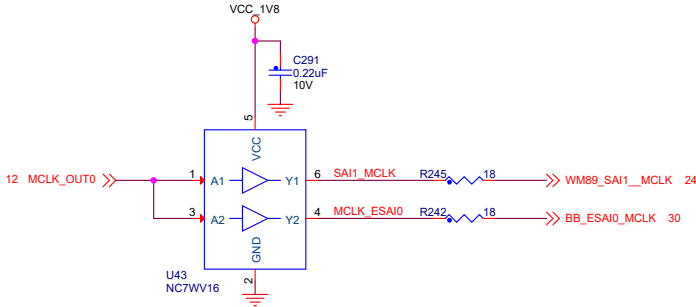 VCC_1V8
C291
0.22uF
10V
5
VCC
12 MCLK_OUT0
1
A1
Y1
6
SAI1_MCLK
R245
18
WM89_SAI1__MCLK 24
3
A2
Y2
4
MCLK_ESAI0
R242
18
BB_ESAI0_MCLK 30
GND
2
U43
NC7WV16